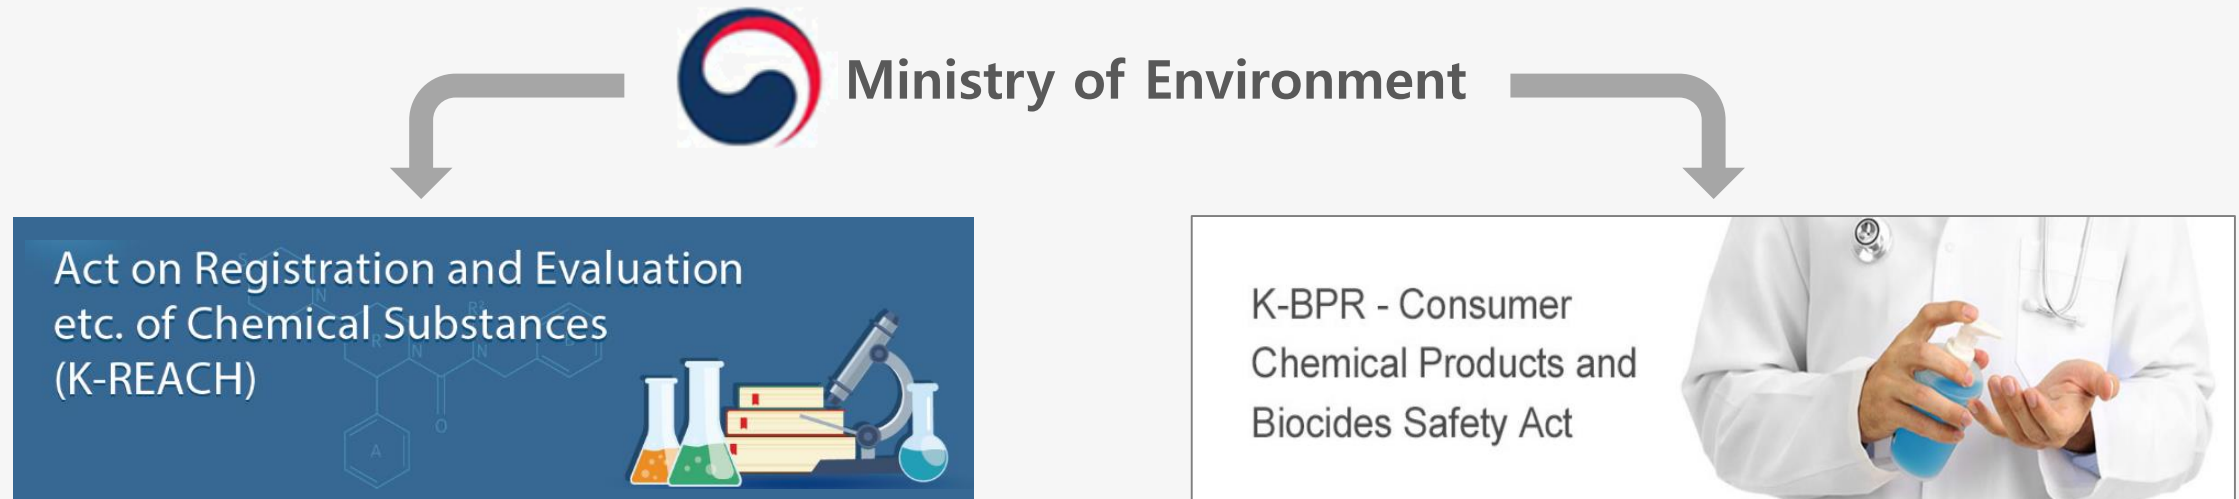 Ministry of Environment
Act on Registration and Evaluation
etc. of Chemical Substances
(K-REACH)
K-BPR - Consumer
Chemical Products and
Biocides Safety Act